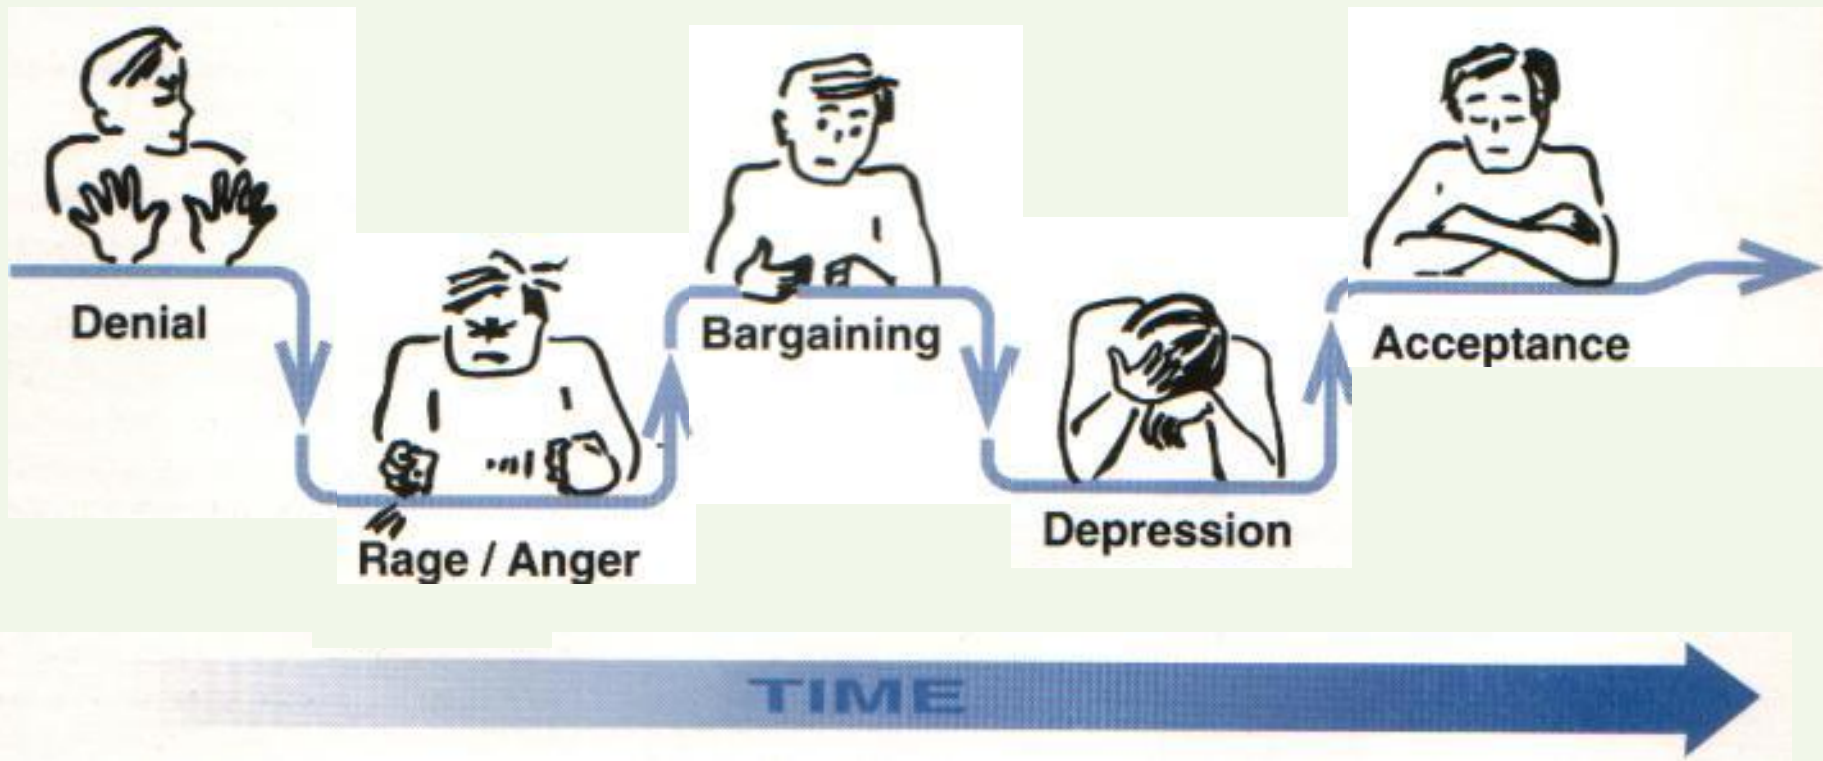 Denial
Rage / Anger
Bargaining
Depression
Acceptance
TIME